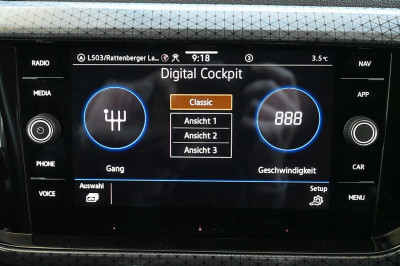 RADIO
MEDIA
PHONE
VOICE
L503/Rattenberger La... 9:18 3 3.5°C
Digital Cockpit
Classic
Ansicht 1
Ansicht 2
Ansicht 3
888
Gang
Geschwindigkeit
Auswahl
Setup
NAV
APP
CAR
MENU